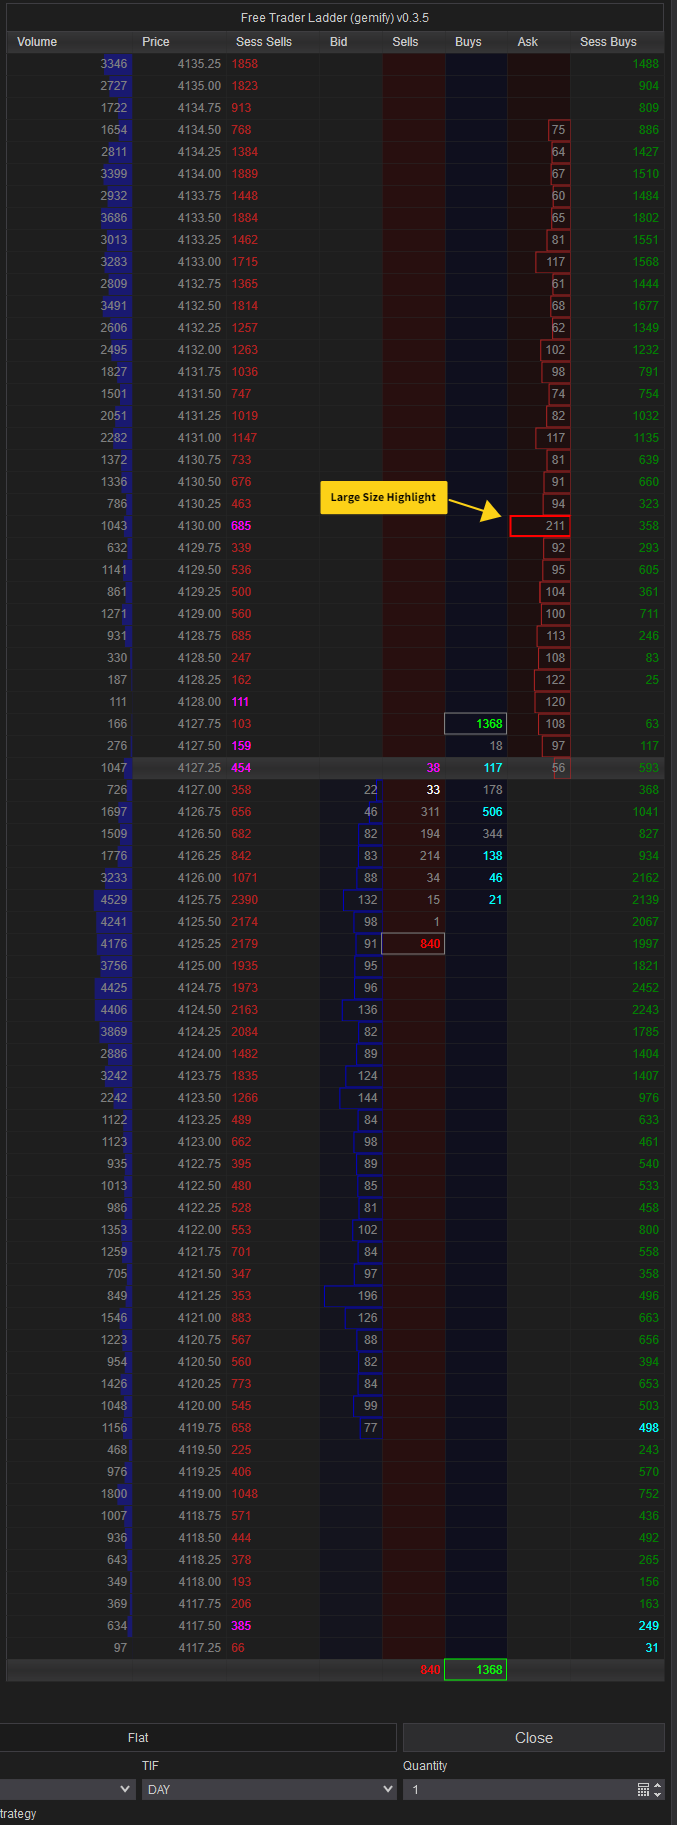 Free Trader Ladder (gemify) v0.3.5
Volume Price Sess Sells Bid Sells Buys Ask Sess Buys
3346 4135.25 1858 1488
2727 4135.00 1823 904
1722 4134.75 913 809
1654 4134.50 768 75 886
2811 4134.25 1384 64 1427
3399 4134.00 1889 67 1510
2932 4133.75 1448 60 1484
3686 4133.50 1884 65 1802
3013 4133.25 1462 81 1551
3283 4133.00 1715 117 1568
2809 4132.75 1365 61 1444
3491 4132.50 1814 68 1677
2606 4132.25 1257 62 1349
2495 4132.00 1263 102 1232
1827 4131.75 1036 98 791
1501 4131.50 747 74 754
2051 4131.25 1019 82 1032
2282 4131.00 1147 117 1135
1372 4130.75 733 81 639
1336 4130.50 676 91 660
Large Size Highlight
786 4130.25 463 94 323
1043 4130.00 685 211 358
632 4129.75 339 92 293
1141 4129.50 536 95 605
861 4129.25 500 104 361
1271 4129.00 560 100 711
931 4128.75 685 113 246
330 4128.50 247 108 83
187 4128.25 162 122 25
111 4128.00 111 120
166 4127.75 103 1368 108 63
276 4127.50 159 18 97 117
1047 4127.25 454 38 117 56 593
726 4127.00 358 22 33 178 368
1697 4126.75 656 46 311 506 1041
1509 4126.50 682 82 194 344 827
1776 4126.25 842 83 214 138 934
3233 4126.00 1071 88 34 46 2162
4529 4125.75 2390 132 15 21 2139
4241 4125.50 2174 98 1 2067
4176 4125.25 2179 91 840 1997
3756 4125.00 1935 95 1821
4425 4124.75 1973 96 2452
4406 4124.50 2163 136 2243
3869 4124.25 2084 82 1785
2886 4124.00 1482 89 1404
3242 4123.75 1835 124 1407
2242 4123.50 1266 144 976
1122 4123.25 489 84 633
1123 4123.00 662 98 461
935 4122.75 395 89 540
1013 4122.50 480 85 533
986 4122.25 528 81 458
1353 4122.00 553 102 800
1259 4121.75 701 84 558
705 4121.50 347 97 358
849 4121.25 353 196 496
1546 4121.00 883 126 663
1223 4120.75 567 88 656
954 4120.50 560 82 394
1426 4120.25 773 84 653
1048 4120.00 545 99 503
1156 4119.75 658 77 498
468 4119.50 225 243
976 4119.25 406 570
1800 4119.00 1048 752
1007 4118.75 571 436
936 4118.50 444 492
643 4118.25 378 265
349 4118.00 193 156
369 4117.75 206 163
634 4117.50 385 249
97 4117.25 66 31
840 1368
Flat Close
TIF Quantity
DAY 1
trategy